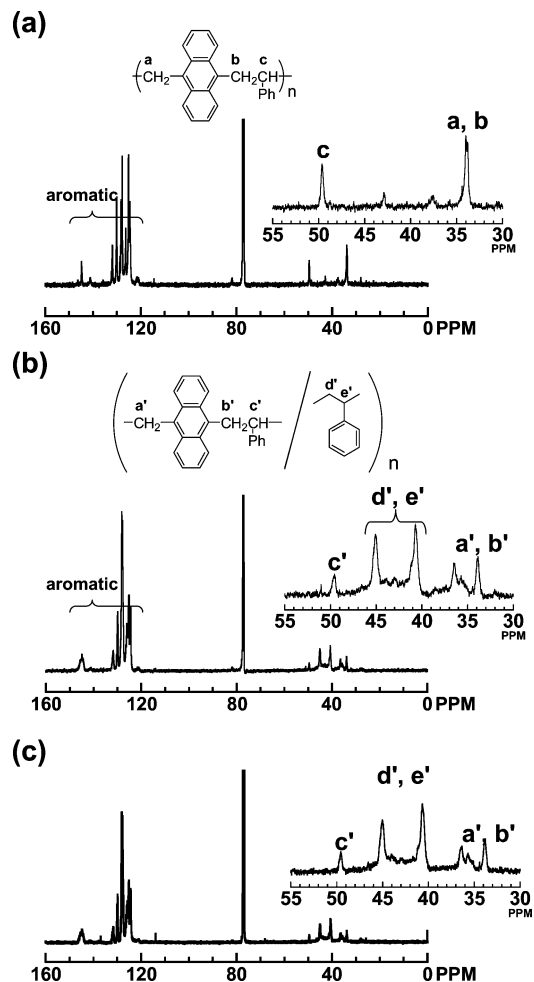 (a)
a b c
CH2 CH2CH n
Ph
a, b
c
aromatic
55 50 45 40 35 30
PPM
160 120 80 40 0 PPM
(b)
a' b' c' d' e'
CH2 CH2CH
Ph
n
d', e'
c' a', b'
aromatic
55 50 45 40 35 30
PPM
160 120 80 40 0 PPM
(c)
d', e'
c' a', b'
55 50 45 40 35 30
PPM
160 120 80 40 0 PPM